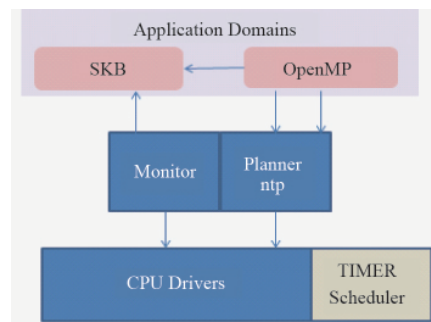 Application Domains
SKB
OpenMP
Monitor
Planner
ntp
CPU Drivers
TIMER
Scheduler